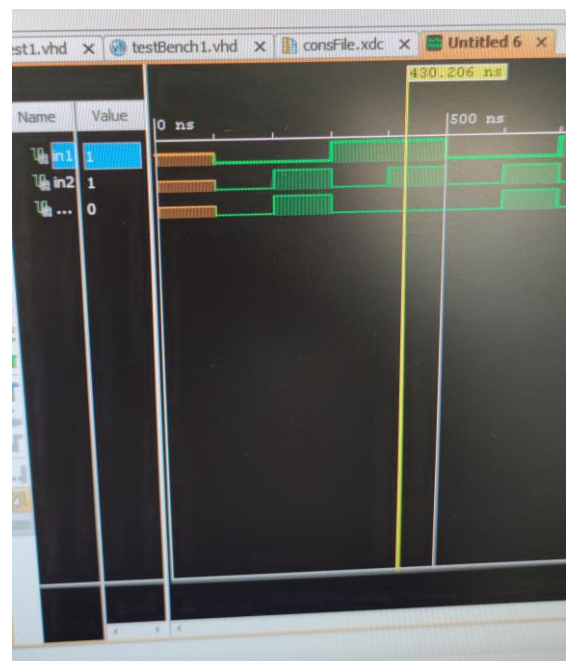 est1.vhd testBench1.vhd consFile.xdc Untitled 6
430.206 ns
Name Value 0 ns 500 ns
in1 1
in2 1
... 0